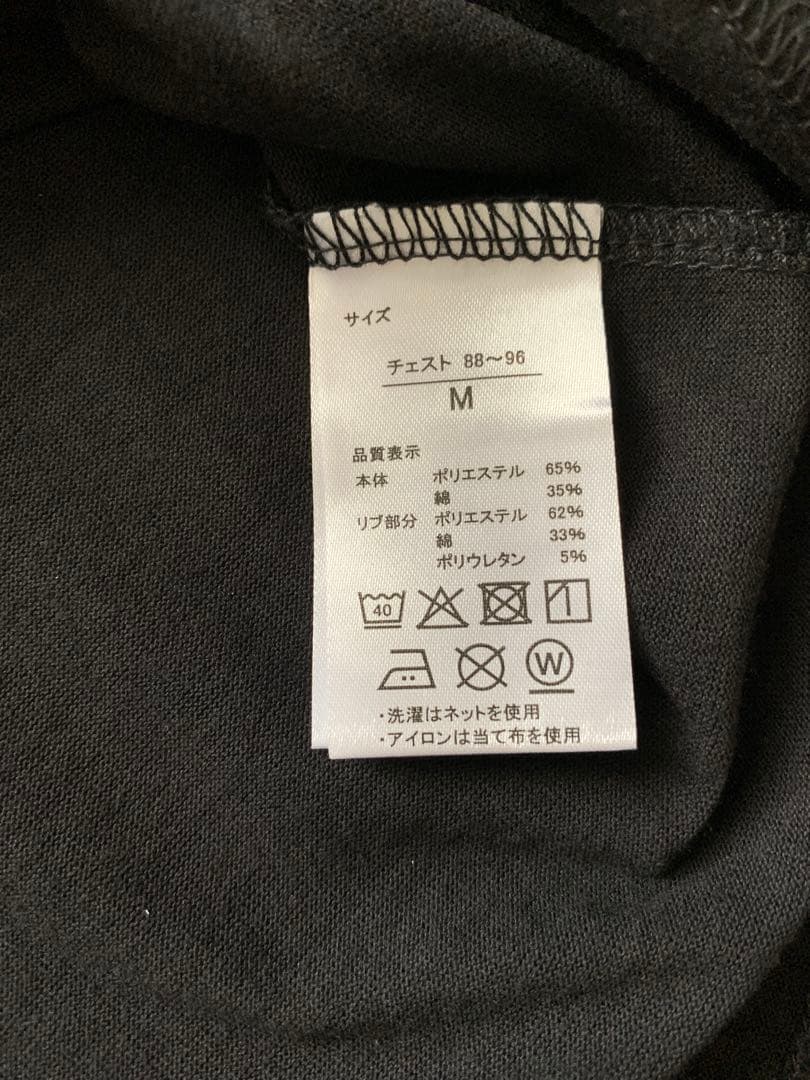 サイズ
チェスト 88～96
M
品質表示
本体 ポリエステル 65%
綿 35%
リブ部分 ポリエステル 62%
綿 33%
ポリウレタン 5%
40
W
・洗濯はネットを使用
・アイロンは当て布を使用